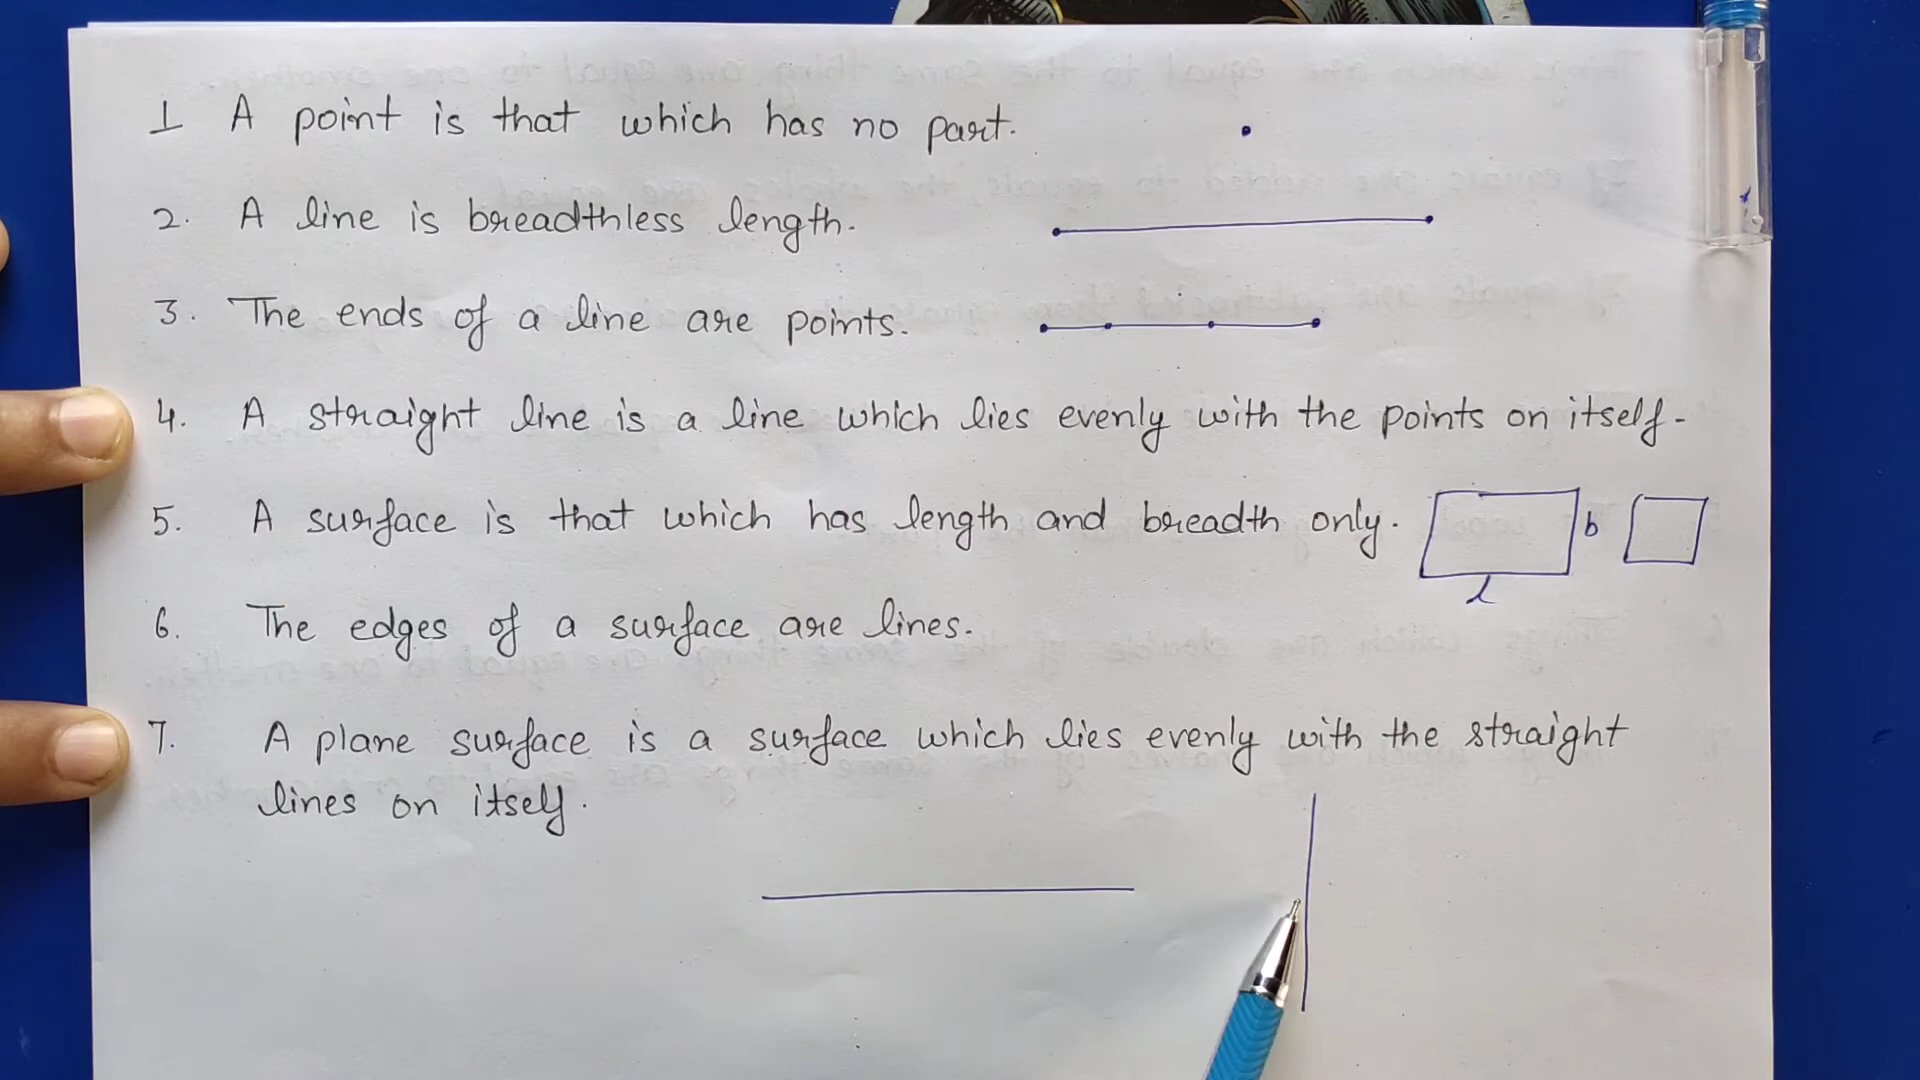 1 A point is that which has no part.
2. A line is breadthless length.
3. The ends of a line are points.
4. A straight line is a line which lies evenly with the points on itself.
5. A surface is that which has length and breadth only.
b
l
6. The edges of a surface are lines.
7. A plane surface is a surface which lies evenly with the straight
lines on itself.